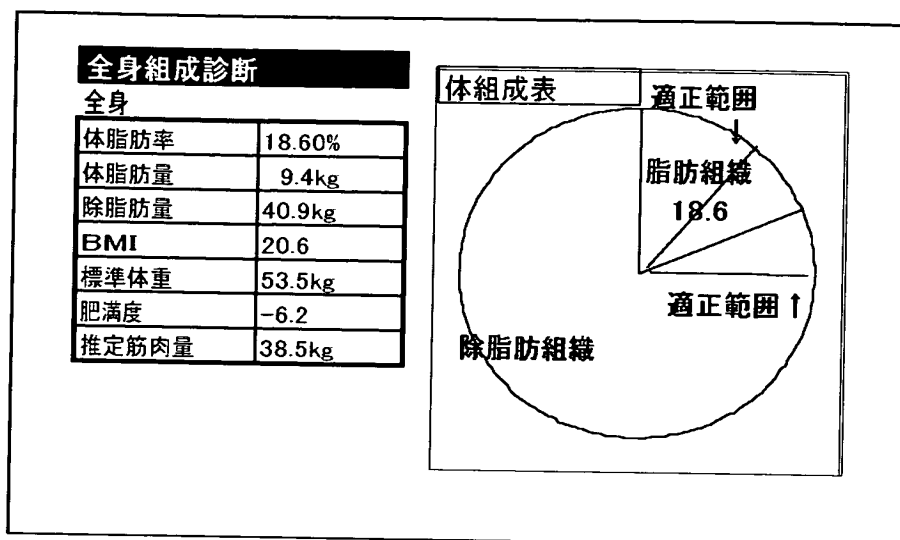 全身組成診断
全身
体脂肪率 18.60%
体脂肪量 9.4kg
除脂肪量 40.9kg
BMI 20.6
標準体重 53.5kg
肥満度 -6.2
推定筋肉量 38.5kg
体組成表
適正範囲
↓
脂肪組織
18.6
適正範囲↑
除脂肪組織